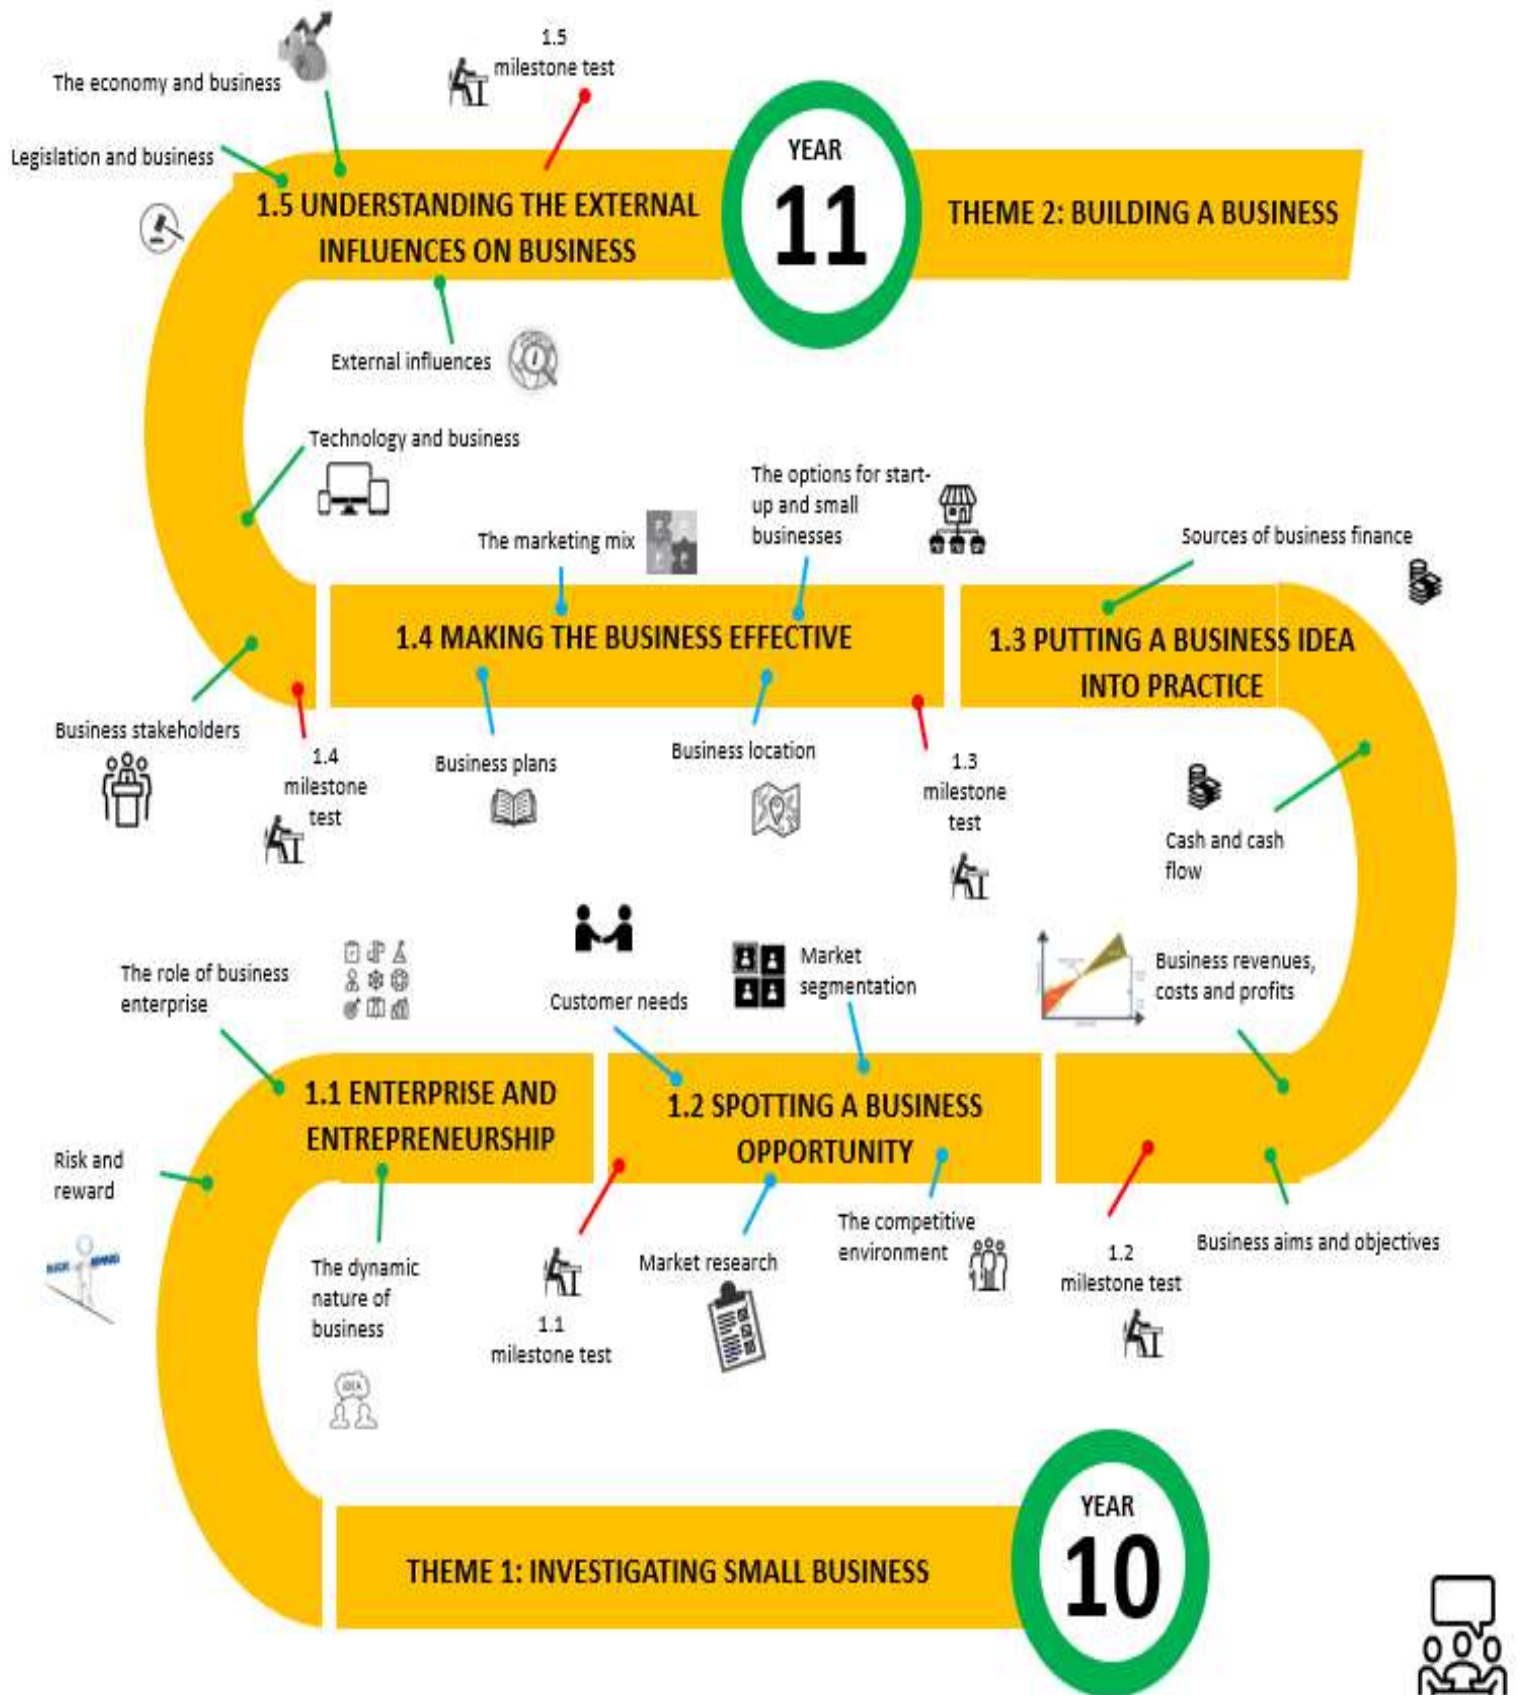 The economy and business
1.5
milestone test
Legislation and business
YEAR
11
1.5 UNDERSTANDING THE EXTERNAL
INFLUENCES ON BUSINESS
THEME 2: BUILDING A BUSINESS
External influences
Technology and business
The marketing mix
The options for start-
up and small
businesses
Sources of business finance
1.4 MAKING THE BUSINESS EFFECTIVE
1.3 PUTTING A BUSINESS IDEA
INTO PRACTICE
Business stakeholders
1.4
milestone
test
Business plans
Business location
1.3
milestone
test
Cash and cash
flow
The role of business
enterprise
Customer needs
Market
segmentation
Business revenues,
costs and profits
1.1 ENTERPRISE AND
ENTREPRENEURSHIP
1.2 SPOTTING A BUSINESS
OPPORTUNITY
Risk and
reward
The dynamic
nature of
business
1.1
milestone test
Market research
The competitive
environment
1.2
milestone test
Business aims and objectives
IDEA
THEME 1: INVESTIGATING SMALL BUSINESS
YEAR
10